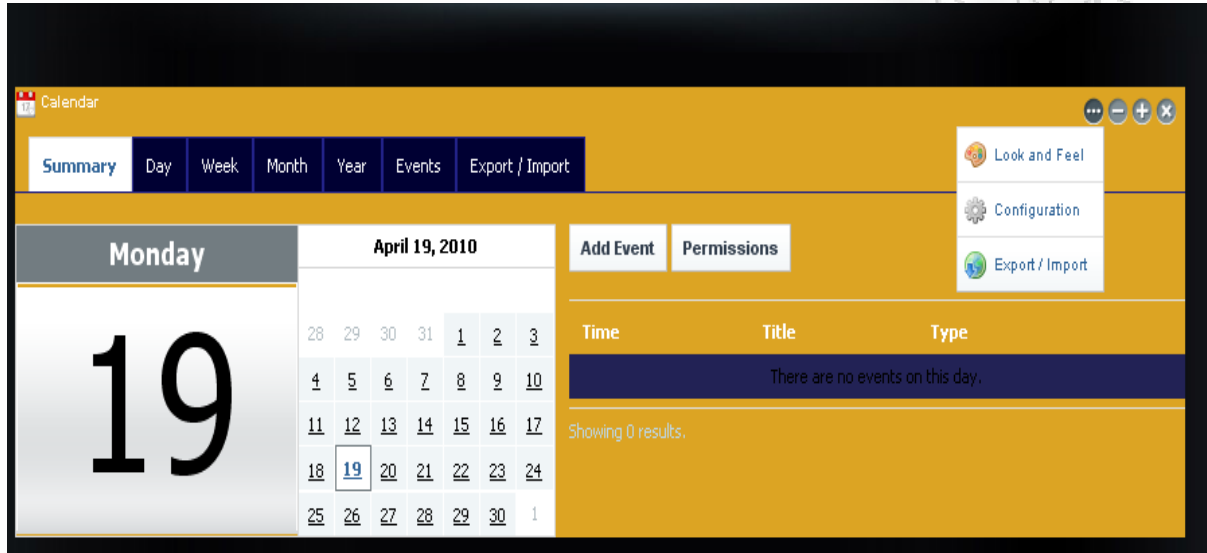 Calendar
Summary Day Week Month Year Events Export / Import
Look and Feel
Configuration
Export / Import
Monday
19
April 19, 2010
28 29 30 31 1 2 3
4 5 6 7 8 9 10
11 12 13 14 15 16 17
18 19 20 21 22 23 24
25 26 27 28 29 30 1
Add Event Permissions
Time Title Type
There are no events on this day.
Showing 0 results.